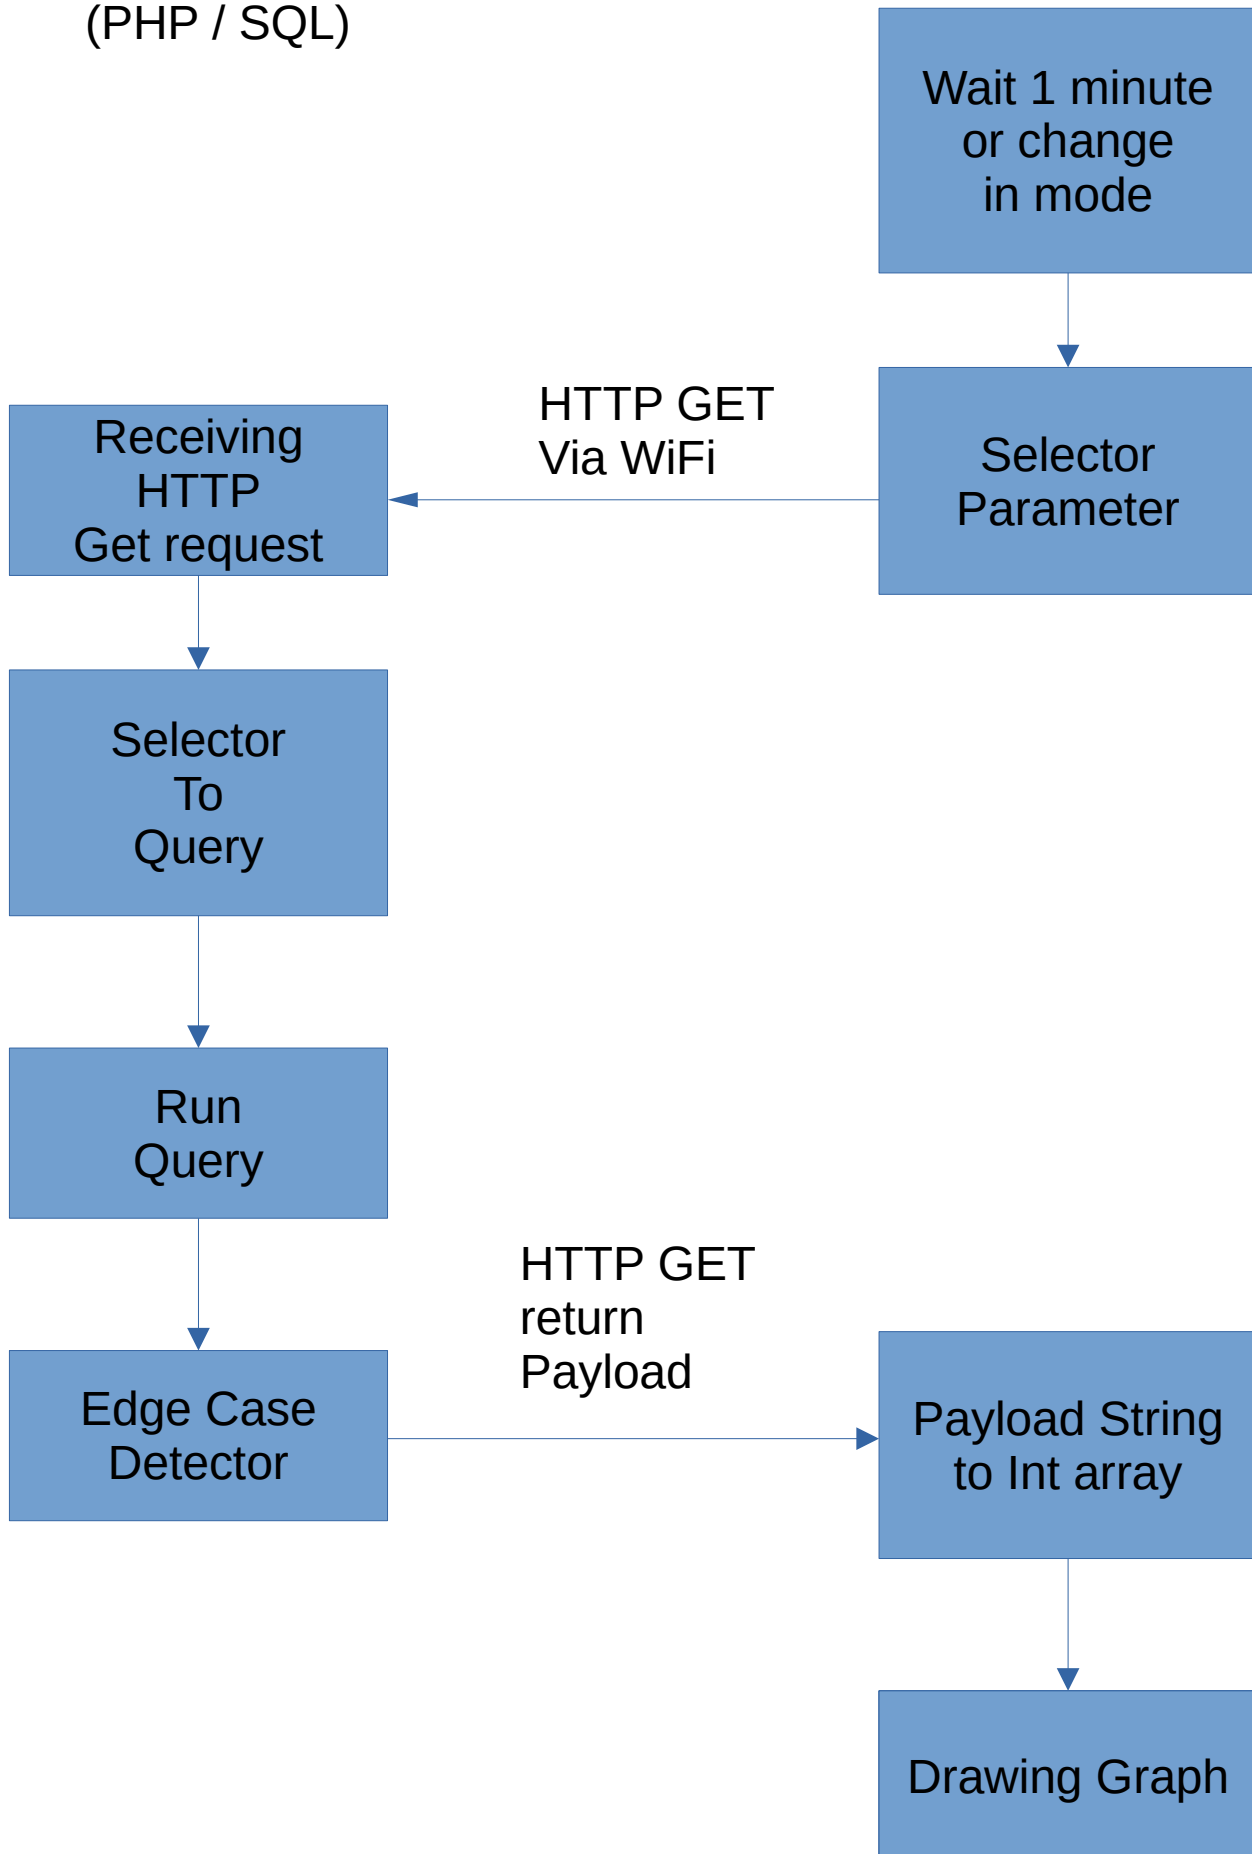 (PHP / SQL)
Wait 1 minute
or change
in mode
HTTP GET
Via WiFi
Selector
Parameter
Receiving
HTTP
Get request
Selector
To
Query
Run
Query
HTTP GET
return
Payload
Edge Case
Detector
Payload String
to Int array
Drawing Graph